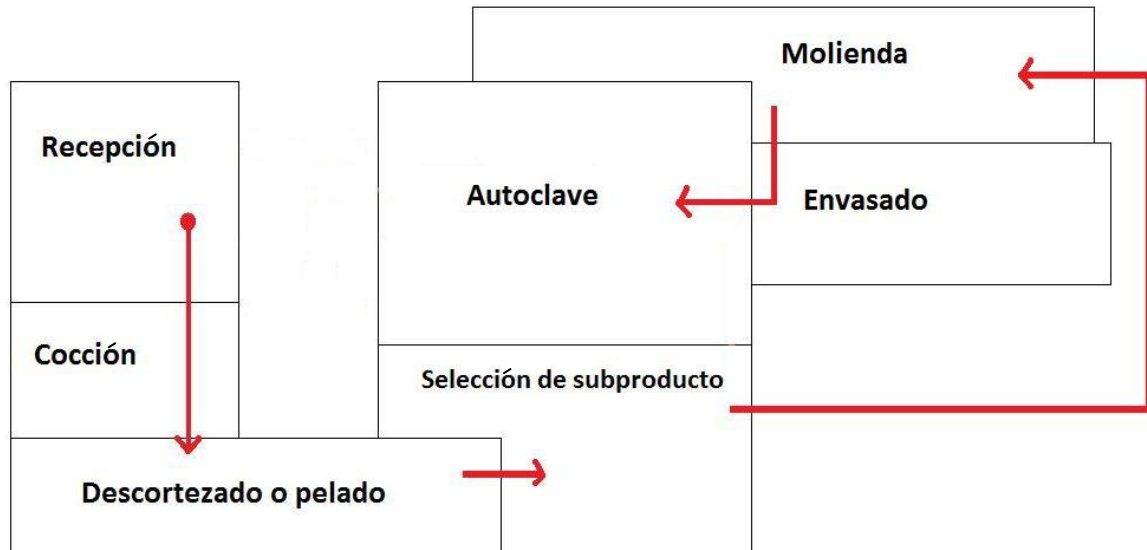 Molienda
Recepción
Autoclave
Envasado
Cocción
Selección de subproducto
Descortezado o pelado